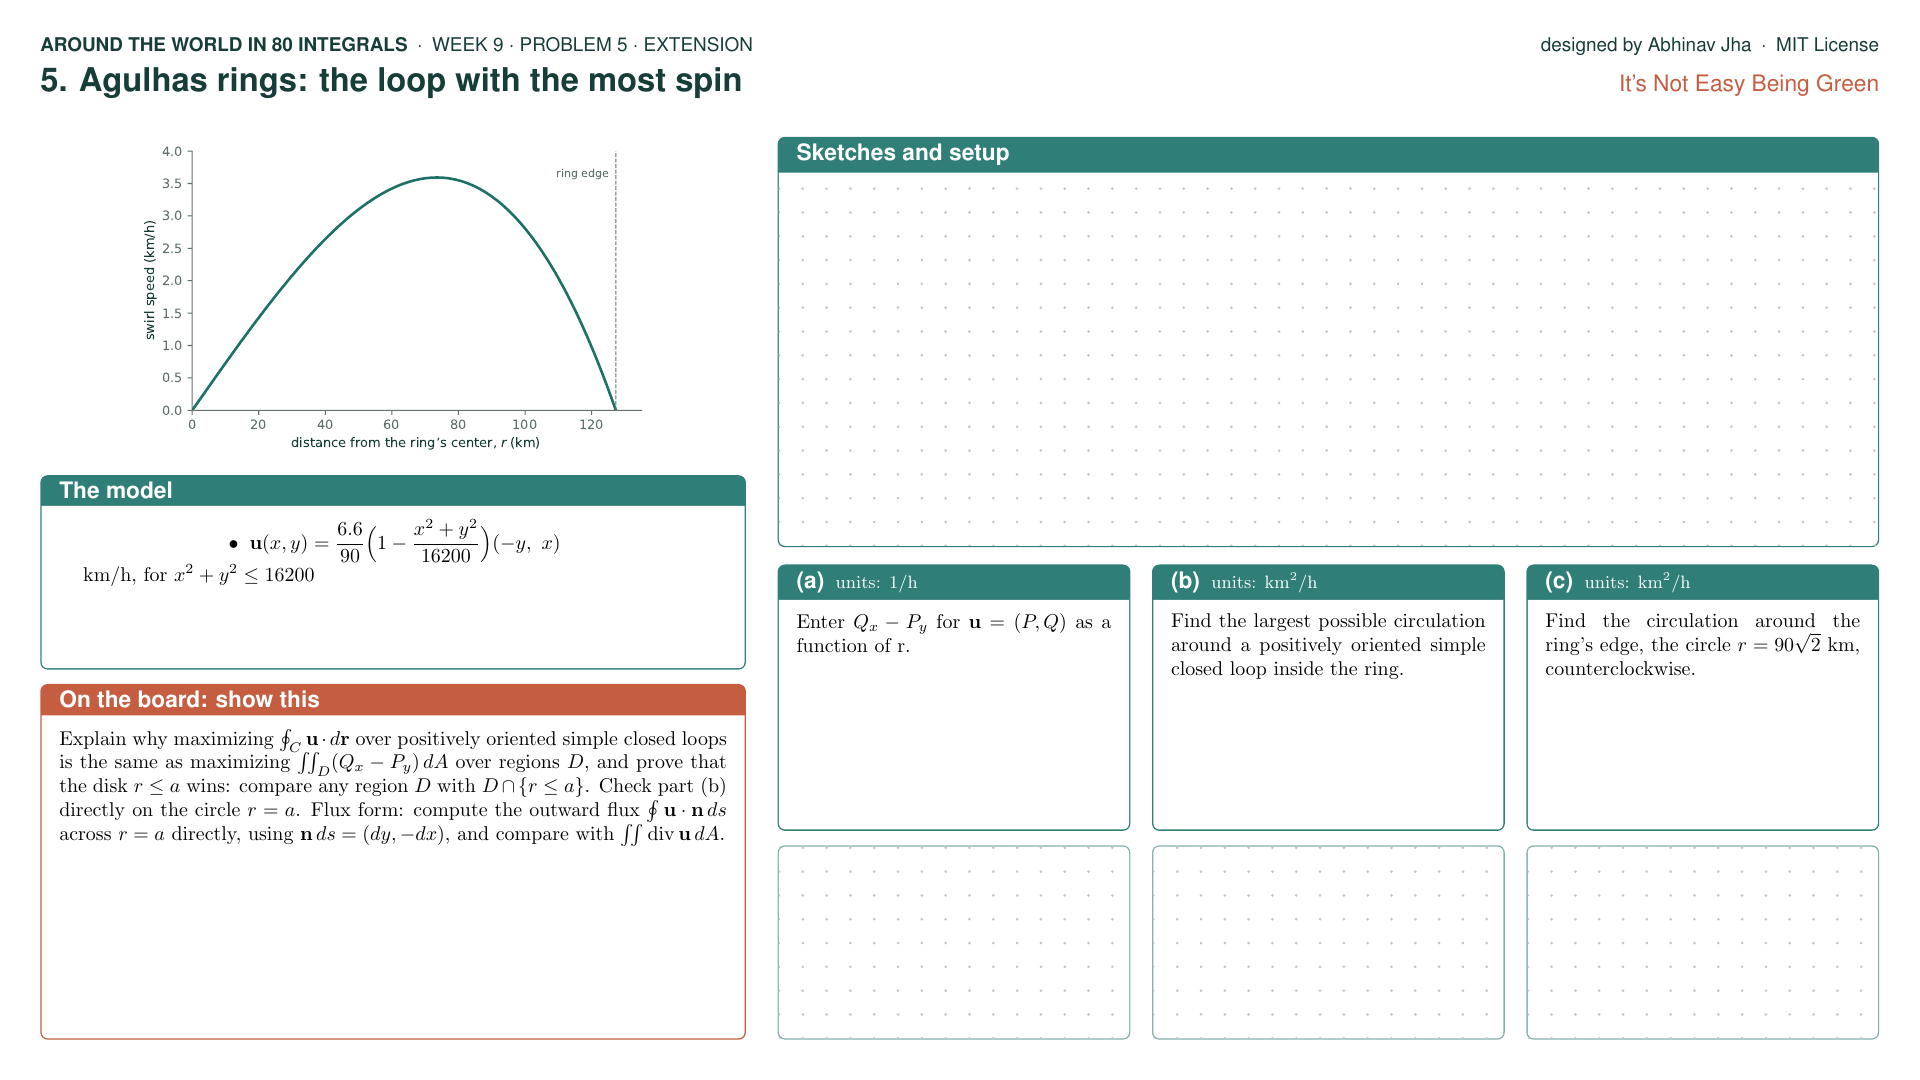 AROUND THE WORLD IN 80 INTEGRALS · WEEK 9 · PROBLEM 5 · EXTENSION
designed by Abhinav Jha · MIT License
5. Agulhas rings: the loop with the most spin
It's Not Easy Being Green
4.0
3.5
3.0
2.5
2.0
1.5
1.0
0.5
0.0
swirl speed (km/h)
ring edge
0 20 40 60 80 100 120
distance from the ring's center, r (km)
The model
• u(x, y) = 6.6/90 (1 − (x² + y²)/16200)(−y, x)
km/h, for x² + y² ≤ 16200
On the board: show this
Explain why maximizing ∮_C u · dr over positively oriented simple closed loops
is the same as maximizing ∬_D (Qₓ − P_y) dA over regions D, and prove that
the disk r ≤ a wins: compare any region D with D ∩ {r ≤ a}. Check part (b)
directly on the circle r = a. Flux form: compute the outward flux ∮ u · n ds
across r = a directly, using n ds = (dy, −dx), and compare with ∬ div u dA.
Sketches and setup
(a) units: 1/h
Enter Qₓ − P_y for u = (P, Q) as a
function of r.
(b) units: km²/h
Find the largest possible circulation
around a positively oriented simple
closed loop inside the ring.
(c) units: km²/h
Find the circulation around the
ring's edge, the circle r = 90√2 km,
counterclockwise.